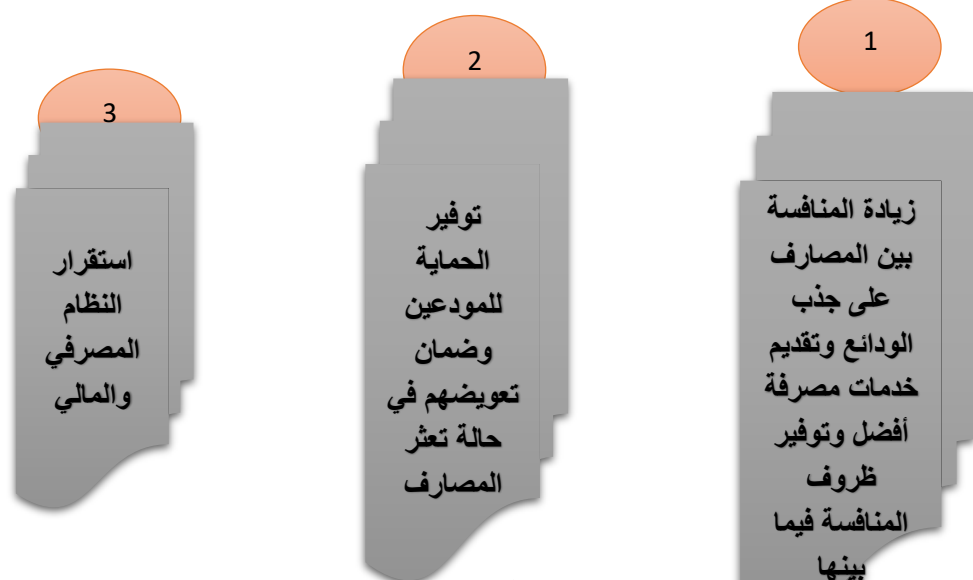 1
زيادة المنافسة
بين المصارف
على جذب
الودائع وتقديم
خدمات مصرفة
أفضل وتوفير
ظروف
المنافسة فيما
بينها
2
توفير
الحماية
للمودعين
وضمان
تعويضهم في
حالة تعثر
المصارف
3
استقرار
النظام
المصرفي
والمالي